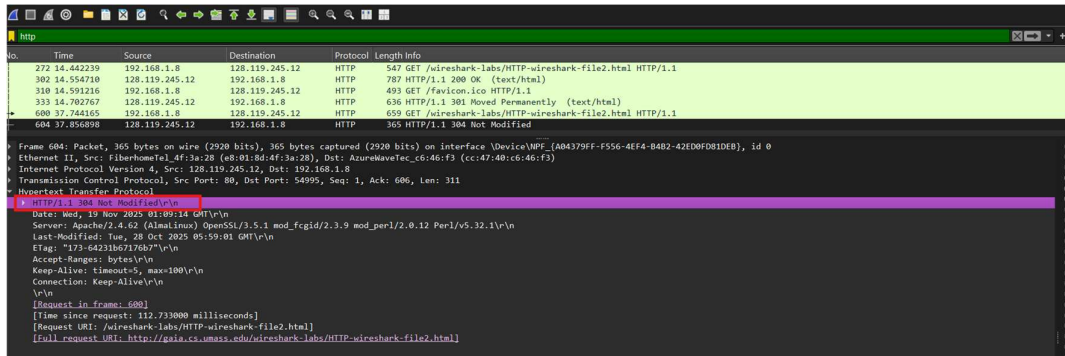 http
No. Time Source Destination Protocol Length Info
272 14.442239 192.168.1.8 128.119.245.12 HTTP 547 GET /wireshark-labs/HTTP-wireshark-file2.html HTTP/1.1
302 14.554710 128.119.245.12 192.168.1.8 HTTP 787 HTTP/1.1 200 OK (text/html)
310 14.591216 192.168.1.8 128.119.245.12 HTTP 493 GET /favicon.ico HTTP/1.1
333 14.702767 128.119.245.12 192.168.1.8 HTTP 636 HTTP/1.1 301 Moved Permanently (text/html)
600 37.744165 192.168.1.8 128.119.245.12 HTTP 659 GET /wireshark-labs/HTTP-wireshark-file2.html HTTP/1.1
604 37.856898 128.119.245.12 192.168.1.8 HTTP 365 HTTP/1.1 304 Not Modified
Frame 604: Packet, 365 bytes on wire (2920 bits), 365 bytes captured (2920 bits) on interface \Device\NPF_{A04379FF-F556-4EF4-B4B2-42ED0FD81DEB}, id 0
Ethernet II, Src: FiberhomeTel_4f:3a:28 (e8:01:8d:4f:3a:28), Dst: AzureWaveTec_c6:46:f3 (cc:47:40:c6:46:f3)
Internet Protocol Version 4, Src: 128.119.245.12, Dst: 192.168.1.8
Transmission Control Protocol, Src Port: 80, Dst Port: 54995, Seq: 1, Ack: 606, Len: 311
Hypertext Transfer Protocol
HTTP/1.1 304 Not Modified\r\n
Date: Wed, 19 Nov 2025 01:09:14 GMT\r\n
Server: Apache/2.4.62 (AlmaLinux) OpenSSL/3.5.1 mod_fcgid/2.3.9 mod_perl/2.0.12 Perl/v5.32.1\r\n
Last-Modified: Tue, 28 Oct 2025 05:59:01 GMT\r\n
ETag: "173-64231b67176b7"\r\n
Accept-Ranges: bytes\r\n
Keep-Alive: timeout=5, max=100\r\n
Connection: Keep-Alive\r\n
\r\n
[Request in frame: 600]
[Time since request: 112.733000 milliseconds]
[Request URI: /wireshark-labs/HTTP-wireshark-file2.html]
[Full request URI: http://gaia.cs.umass.edu/wireshark-labs/HTTP-wireshark-file2.html]